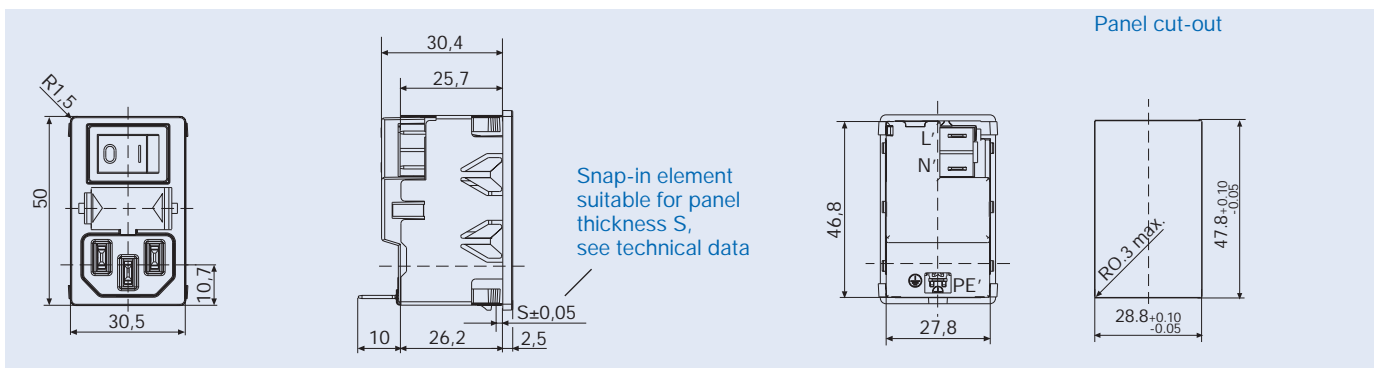 Panel cut-out
R1,5
50
O I
10,7
30,5
30,4
25,7
10
26,2
2,5
S±0,05
Snap-in element
suitable for panel
thickness S,
see technical data
46,8
L'
N'
PE'
27,8
RO.3 max.
47.8+0.10
-0.05
28.8+0.10
-0.05